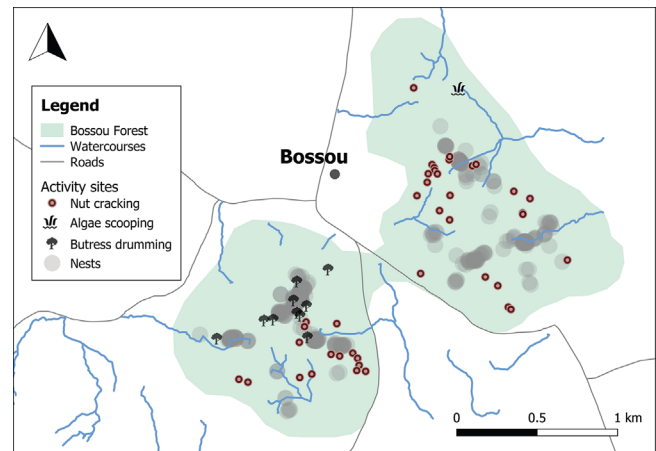 Legend
Bossou Forest
Watercourses
Roads
Activity sites
Nut cracking
Algae scooping
Butress drumming
Nests
Bossou
0 0.5 1 km